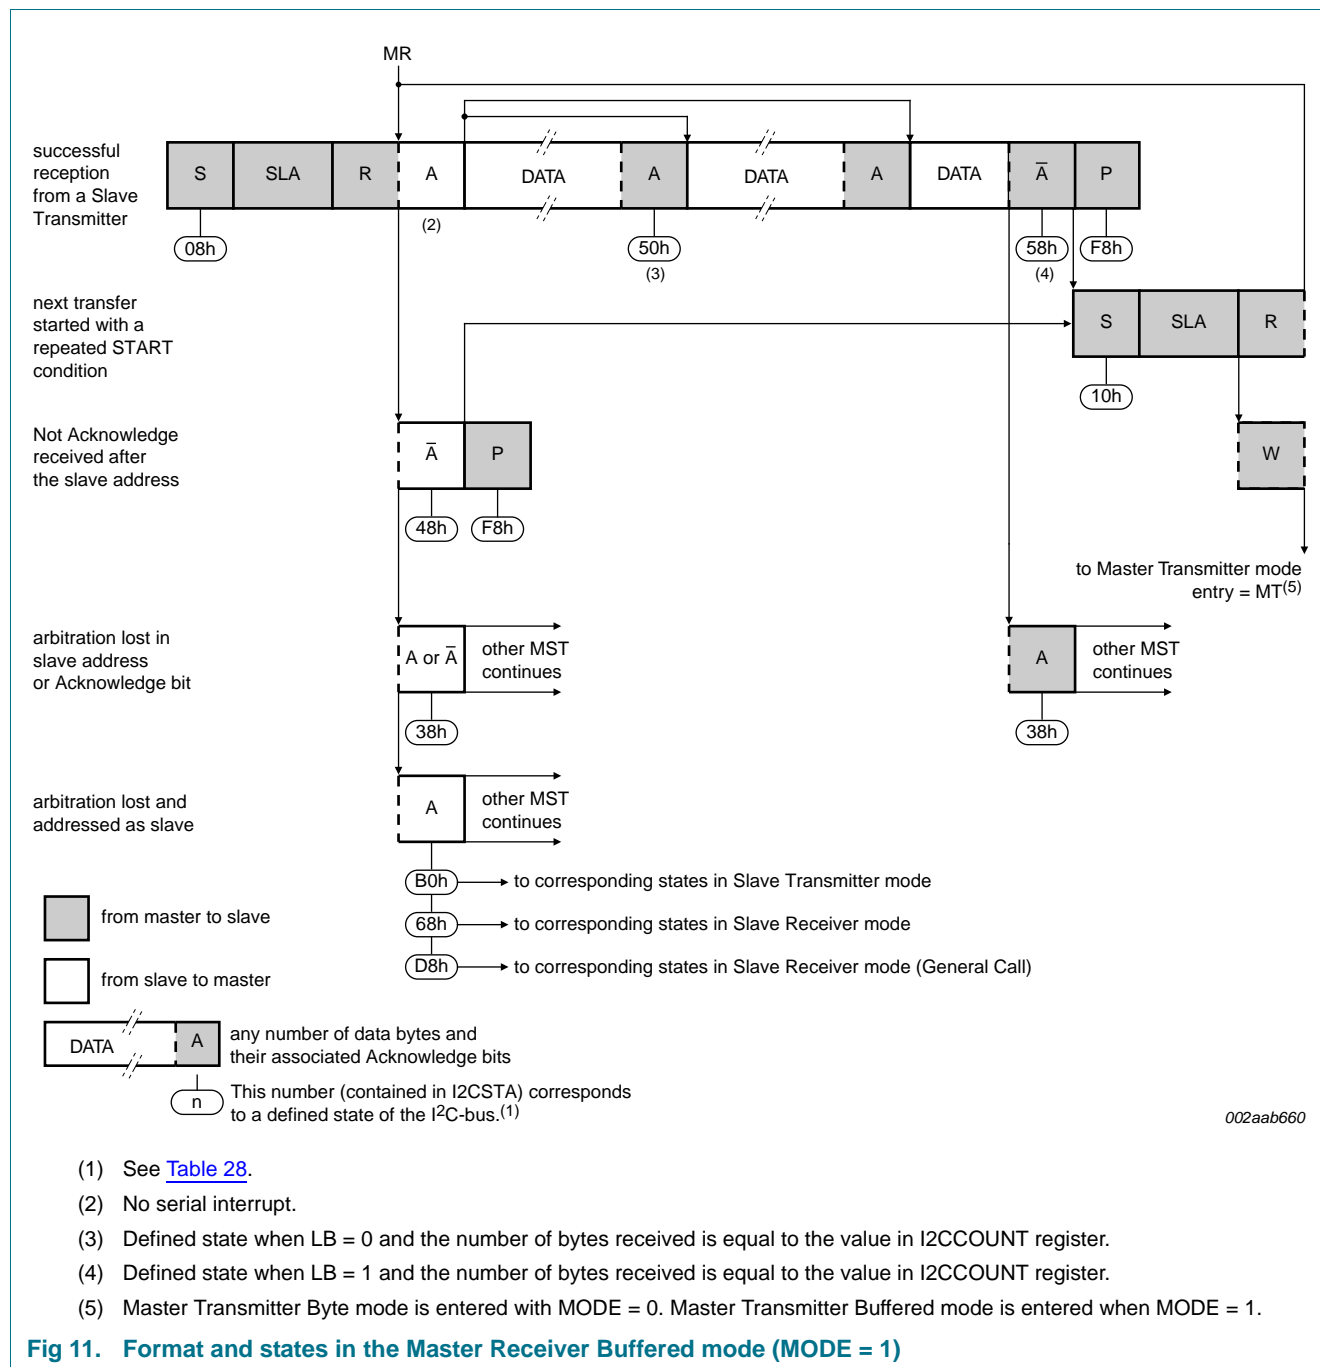 MR
successful
reception
from a Slave
Transmitter
S SLA R A DATA A DATA A DATA A̅ P
08h (2) 50h 58h F8h
(3) (4)
next transfer
started with a
repeated START
condition
S SLA R
10h
Not Acknowledge
received after
the slave address
A̅ P W
48h F8h
to Master Transmitter mode
entry = MT(5)
arbitration lost in
slave address
or Acknowledge bit
A or A̅ other MST
continues
A other MST
continues
38h 38h
arbitration lost and
addressed as slave
A other MST
continues
B0h to corresponding states in Slave Transmitter mode
68h to corresponding states in Slave Receiver mode
D8h to corresponding states in Slave Receiver mode (General Call)
from master to slave
from slave to master
DATA A any number of data bytes and
their associated Acknowledge bits
n This number (contained in I2CSTA) corresponds
to a defined state of the I²C-bus.(1)
002aab660
(1) See Table 28.
(2) No serial interrupt.
(3) Defined state when LB = 0 and the number of bytes received is equal to the value in I2CCOUNT register.
(4) Defined state when LB = 1 and the number of bytes received is equal to the value in I2CCOUNT register.
(5) Master Transmitter Byte mode is entered with MODE = 0. Master Transmitter Buffered mode is entered when MODE = 1.
Fig 11. Format and states in the Master Receiver Buffered mode (MODE = 1)